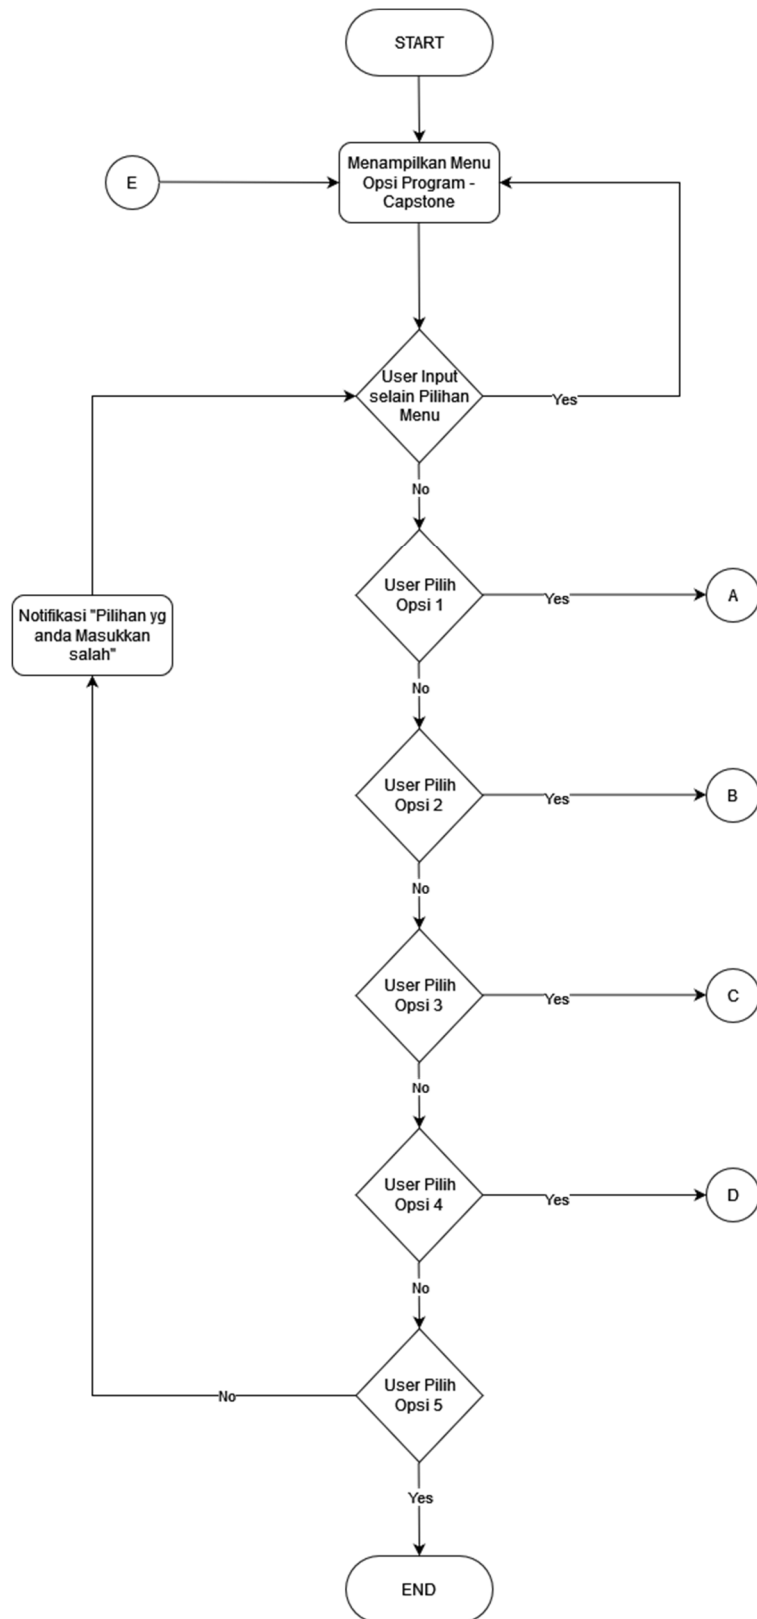 START
E
Menampilkan Menu
Opsi Program -
Capstone
User Input
selain Pilihan
Menu
Yes
No
User Pilih
Opsi 1
Yes
A
Notifikasi "Pilihan yg
anda Masukkan
salah"
No
User Pilih
Opsi 2
Yes
B
No
User Pilih
Opsi 3
Yes
C
No
User Pilih
Opsi 4
Yes
D
No
User Pilih
Opsi 5
No
Yes
END